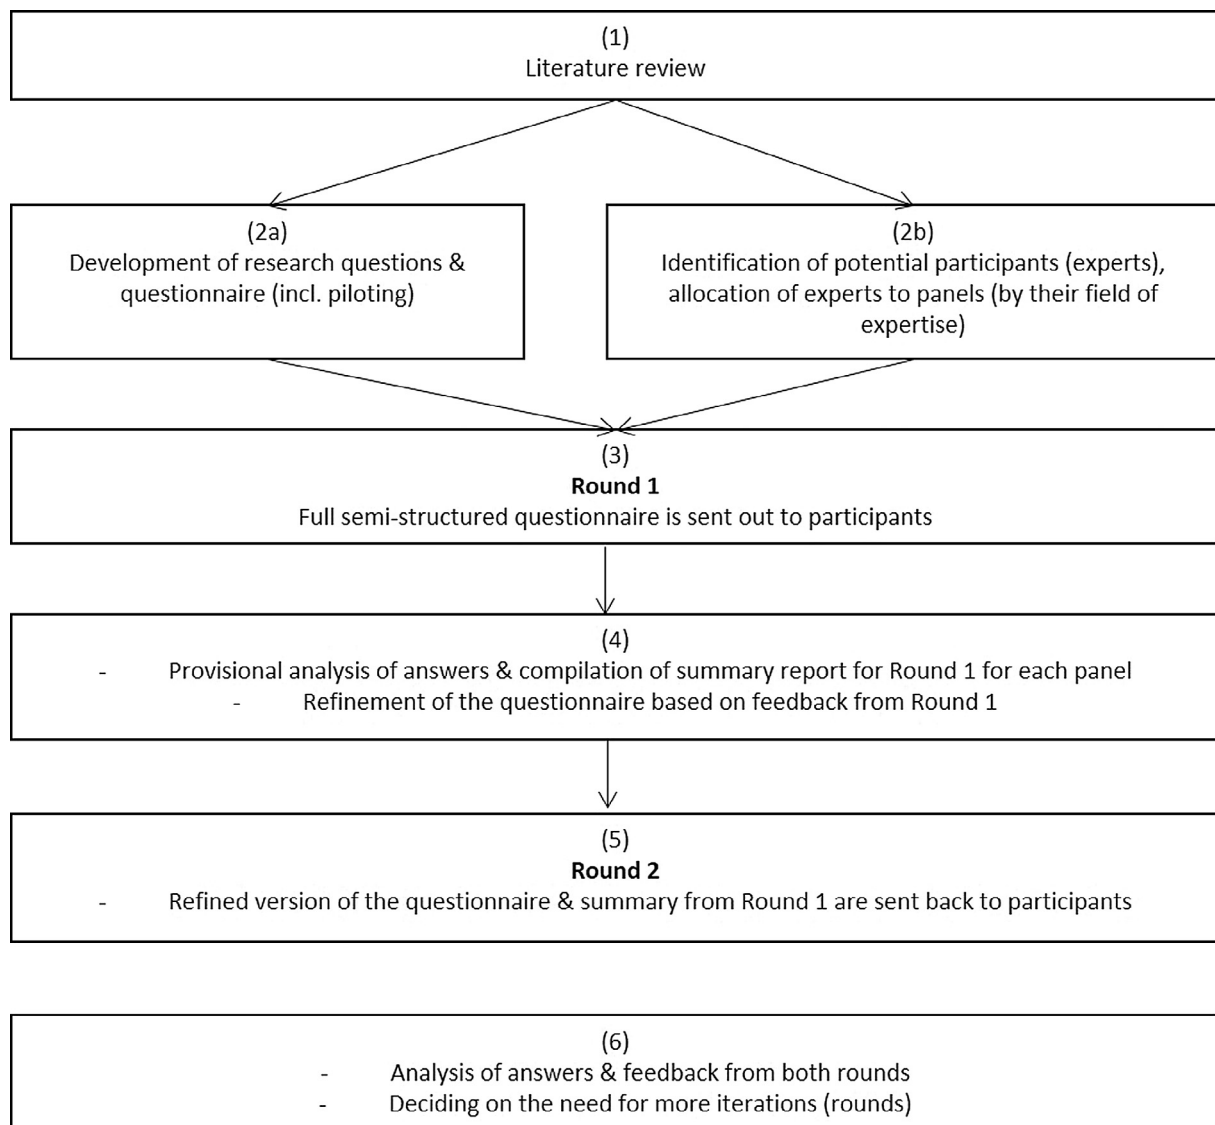 (1)
Literature review
(2a)
Development of research questions &
questionnaire (incl. piloting)
(2b)
Identification of potential participants (experts),
allocation of experts to panels (by their field of
expertise)
(3)
Round 1
Full semi-structured questionnaire is sent out to participants
(4)
- Provisional analysis of answers & compilation of summary report for Round 1 for each panel
- Refinement of the questionnaire based on feedback from Round 1
(5)
Round 2
- Refined version of the questionnaire & summary from Round 1 are sent back to participants
(6)
- Analysis of answers & feedback from both rounds
- Deciding on the need for more iterations (rounds)